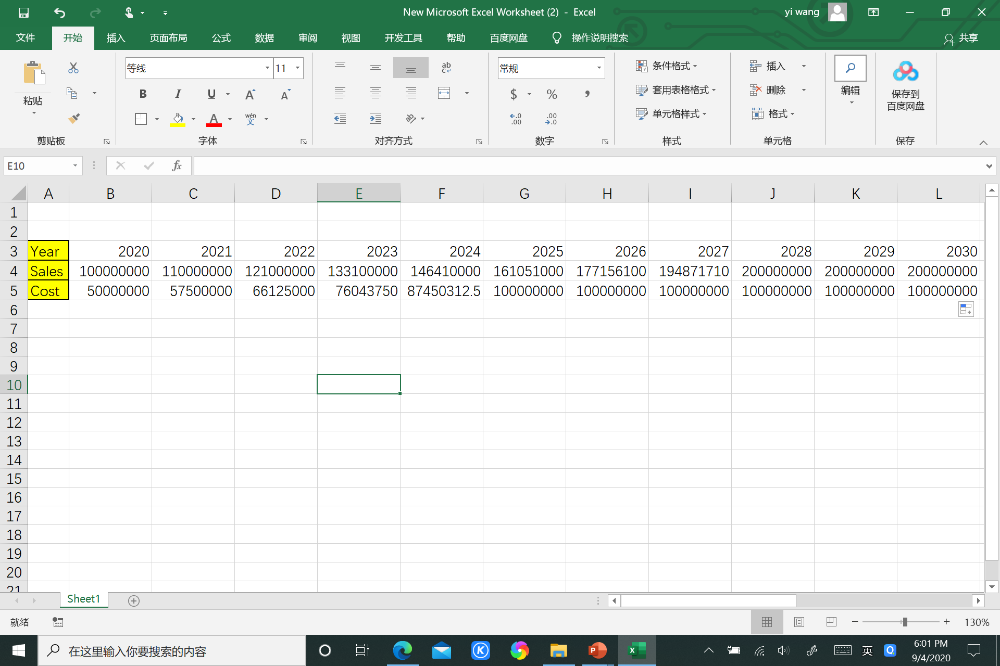 New Microsoft Excel Worksheet (2) - Excel
yi wang
文件 开始 插入 页面布局 公式 数据 审阅 视图 开发工具 帮助 百度网盘 操作说明搜索 共享
等线 11 ab c 常规 条件格式 插入
粘贴 B I U A A $ % , 套用表格格式 删除 编辑 保存到 百度网盘
A wén 文 .0 .00 .00 .0 单元格样式 格式
剪贴板 字体 对齐方式 数字 样式 单元格 保存
E10 fx
A B C D E F G H I J K L
1
2
3 Year 2020 2021 2022 2023 2024 2025 2026 2027 2028 2029 2030
4 Sales 100000000 110000000 121000000 133100000 146410000 161051000 177156100 194871710 200000000 200000000 200000000
5 Cost 50000000 57500000 66125000 76043750 87450312.5 100000000 100000000 100000000 100000000 100000000 100000000
6
7
8
9
10
11
12
13
14
15
16
17
18
19
20
21
Sheet1
就绪 130%
在这里输入你要搜索的内容 K P X 英 Q 6:01 PM
9/4/2020